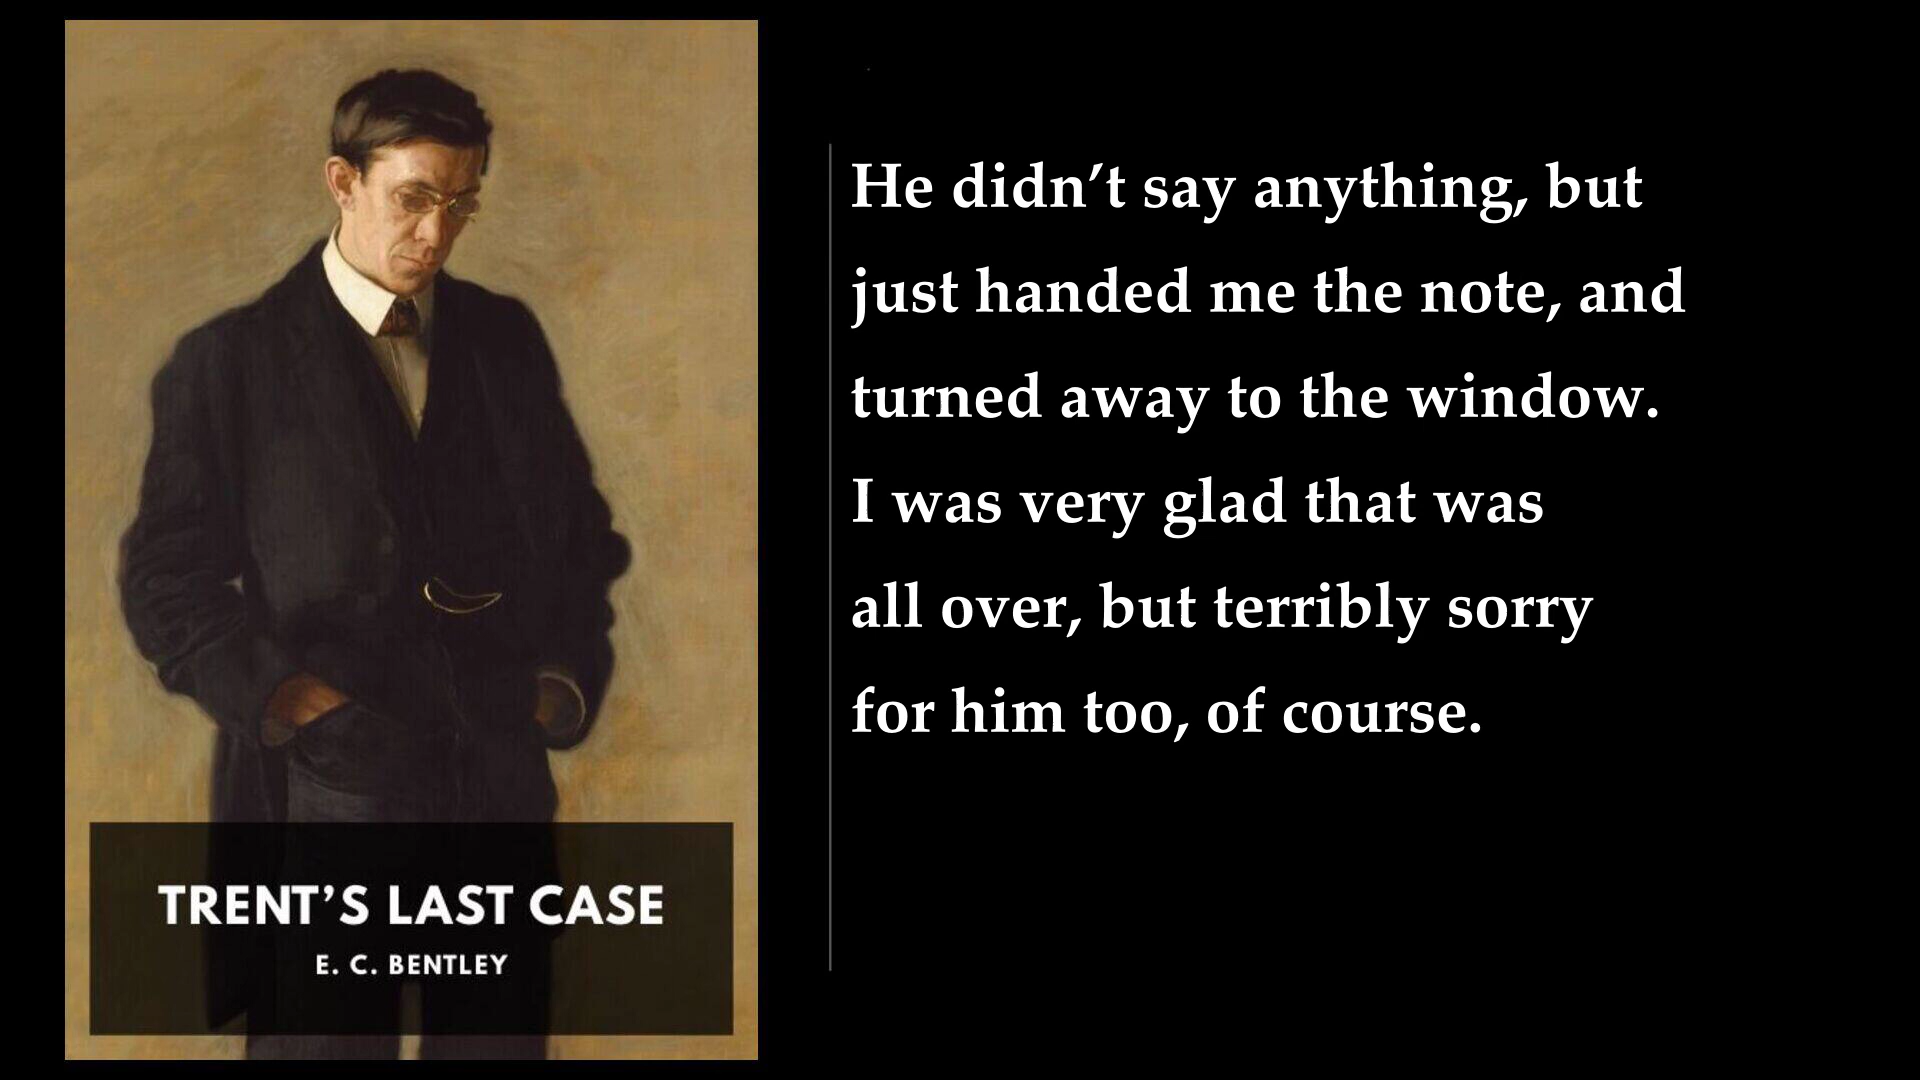 TRENT’S LAST CASE
E. C. BENTLEY
He didn’t say anything, but
just handed me the note, and
turned away to the window.
I was very glad that was
all over, but terribly sorry
for him too, of course.